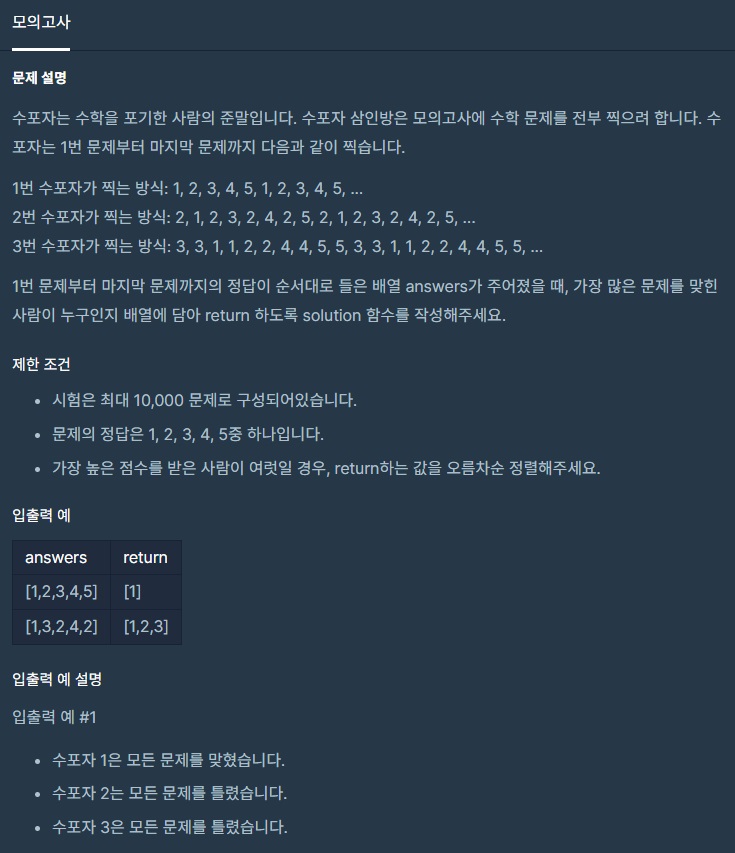 모의고사
문제 설명
수포자는 수학을 포기한 사람의 준말입니다. 수포자 삼인방은 모의고사에 수학 문제를 전부 찍으려 합니다. 수
포자는 1번 문제부터 마지막 문제까지 다음과 같이 찍습니다.
1번 수포자가 찍는 방식: 1, 2, 3, 4, 5, 1, 2, 3, 4, 5, ...
2번 수포자가 찍는 방식: 2, 1, 2, 3, 2, 4, 2, 5, 2, 1, 2, 3, 2, 4, 2, 5, ...
3번 수포자가 찍는 방식: 3, 3, 1, 1, 2, 2, 4, 4, 5, 5, 3, 3, 1, 1, 2, 2, 4, 4, 5, 5, ...
1번 문제부터 마지막 문제까지의 정답이 순서대로 들은 배열 answers가 주어졌을 때, 가장 많은 문제를 맞힌
사람이 누구인지 배열에 담아 return 하도록 solution 함수를 작성해주세요.
제한 조건
• 시험은 최대 10,000 문제로 구성되어있습니다.
• 문제의 정답은 1, 2, 3, 4, 5중 하나입니다.
• 가장 높은 점수를 받은 사람이 여럿일 경우, return하는 값을 오름차순 정렬해주세요.
입출력 예
answers return
[1,2,3,4,5] [1]
[1,3,2,4,2] [1,2,3]
입출력 예 설명
입출력 예 #1
• 수포자 1은 모든 문제를 맞혔습니다.
• 수포자 2는 모든 문제를 틀렸습니다.
• 수포자 3은 모든 문제를 틀렸습니다.